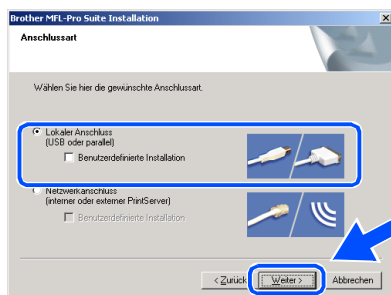 Brother MFL-Pro Suite Installation
Anschlussart
Wählen Sie hier die gewünschte Anschlussart.
Lokaler Anschluss
(USB oder parallel)
Benutzerdefinierte Installation
Netzwerkanschluss
(interner oder externer PrintServer)
Benutzerdefinierte Installation
< Zurück
Weiter >
Abbrechen